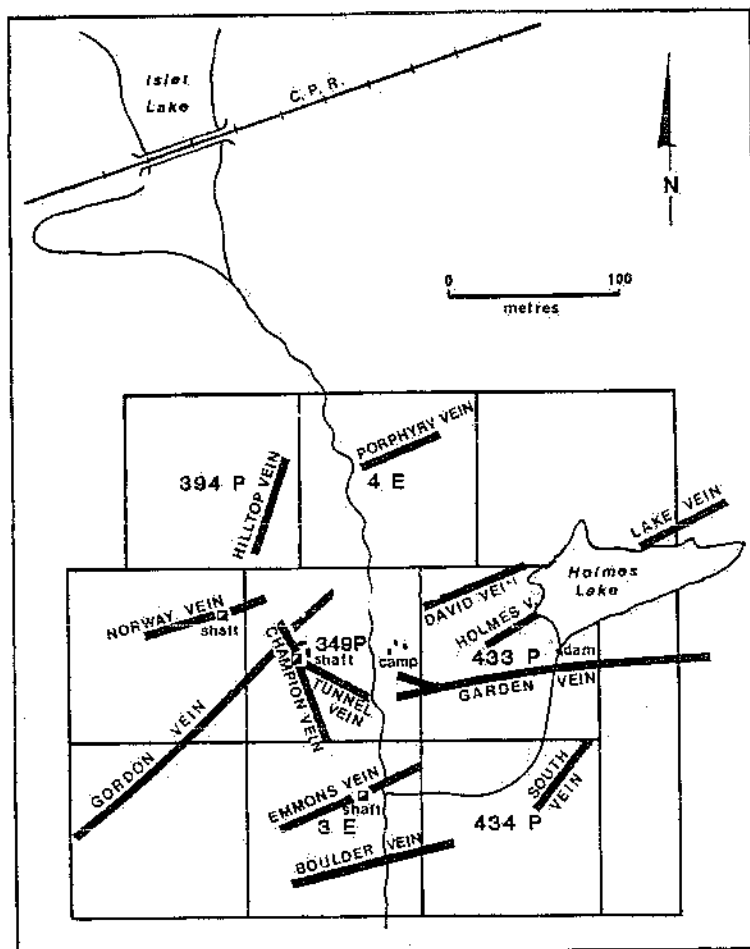 Islet
Lake
C. P. R.
N
0 100
metres
PORPHYRY VEIN
394 P
HILLTOP VEIN
4 E
LAKE VEIN
Holmes
Lake
NORWAY VEIN
shaft
DAVID VEIN
HOLMES V.
349P
shaft
CHAMPION VEIN
TUNNEL
VEIN
camp
433 P
dam
GARDEN VEIN
GORDON VEIN
EMMONS VEIN
shaft
3 E
SOUTH
VEIN
434 P
BOULDER VEIN